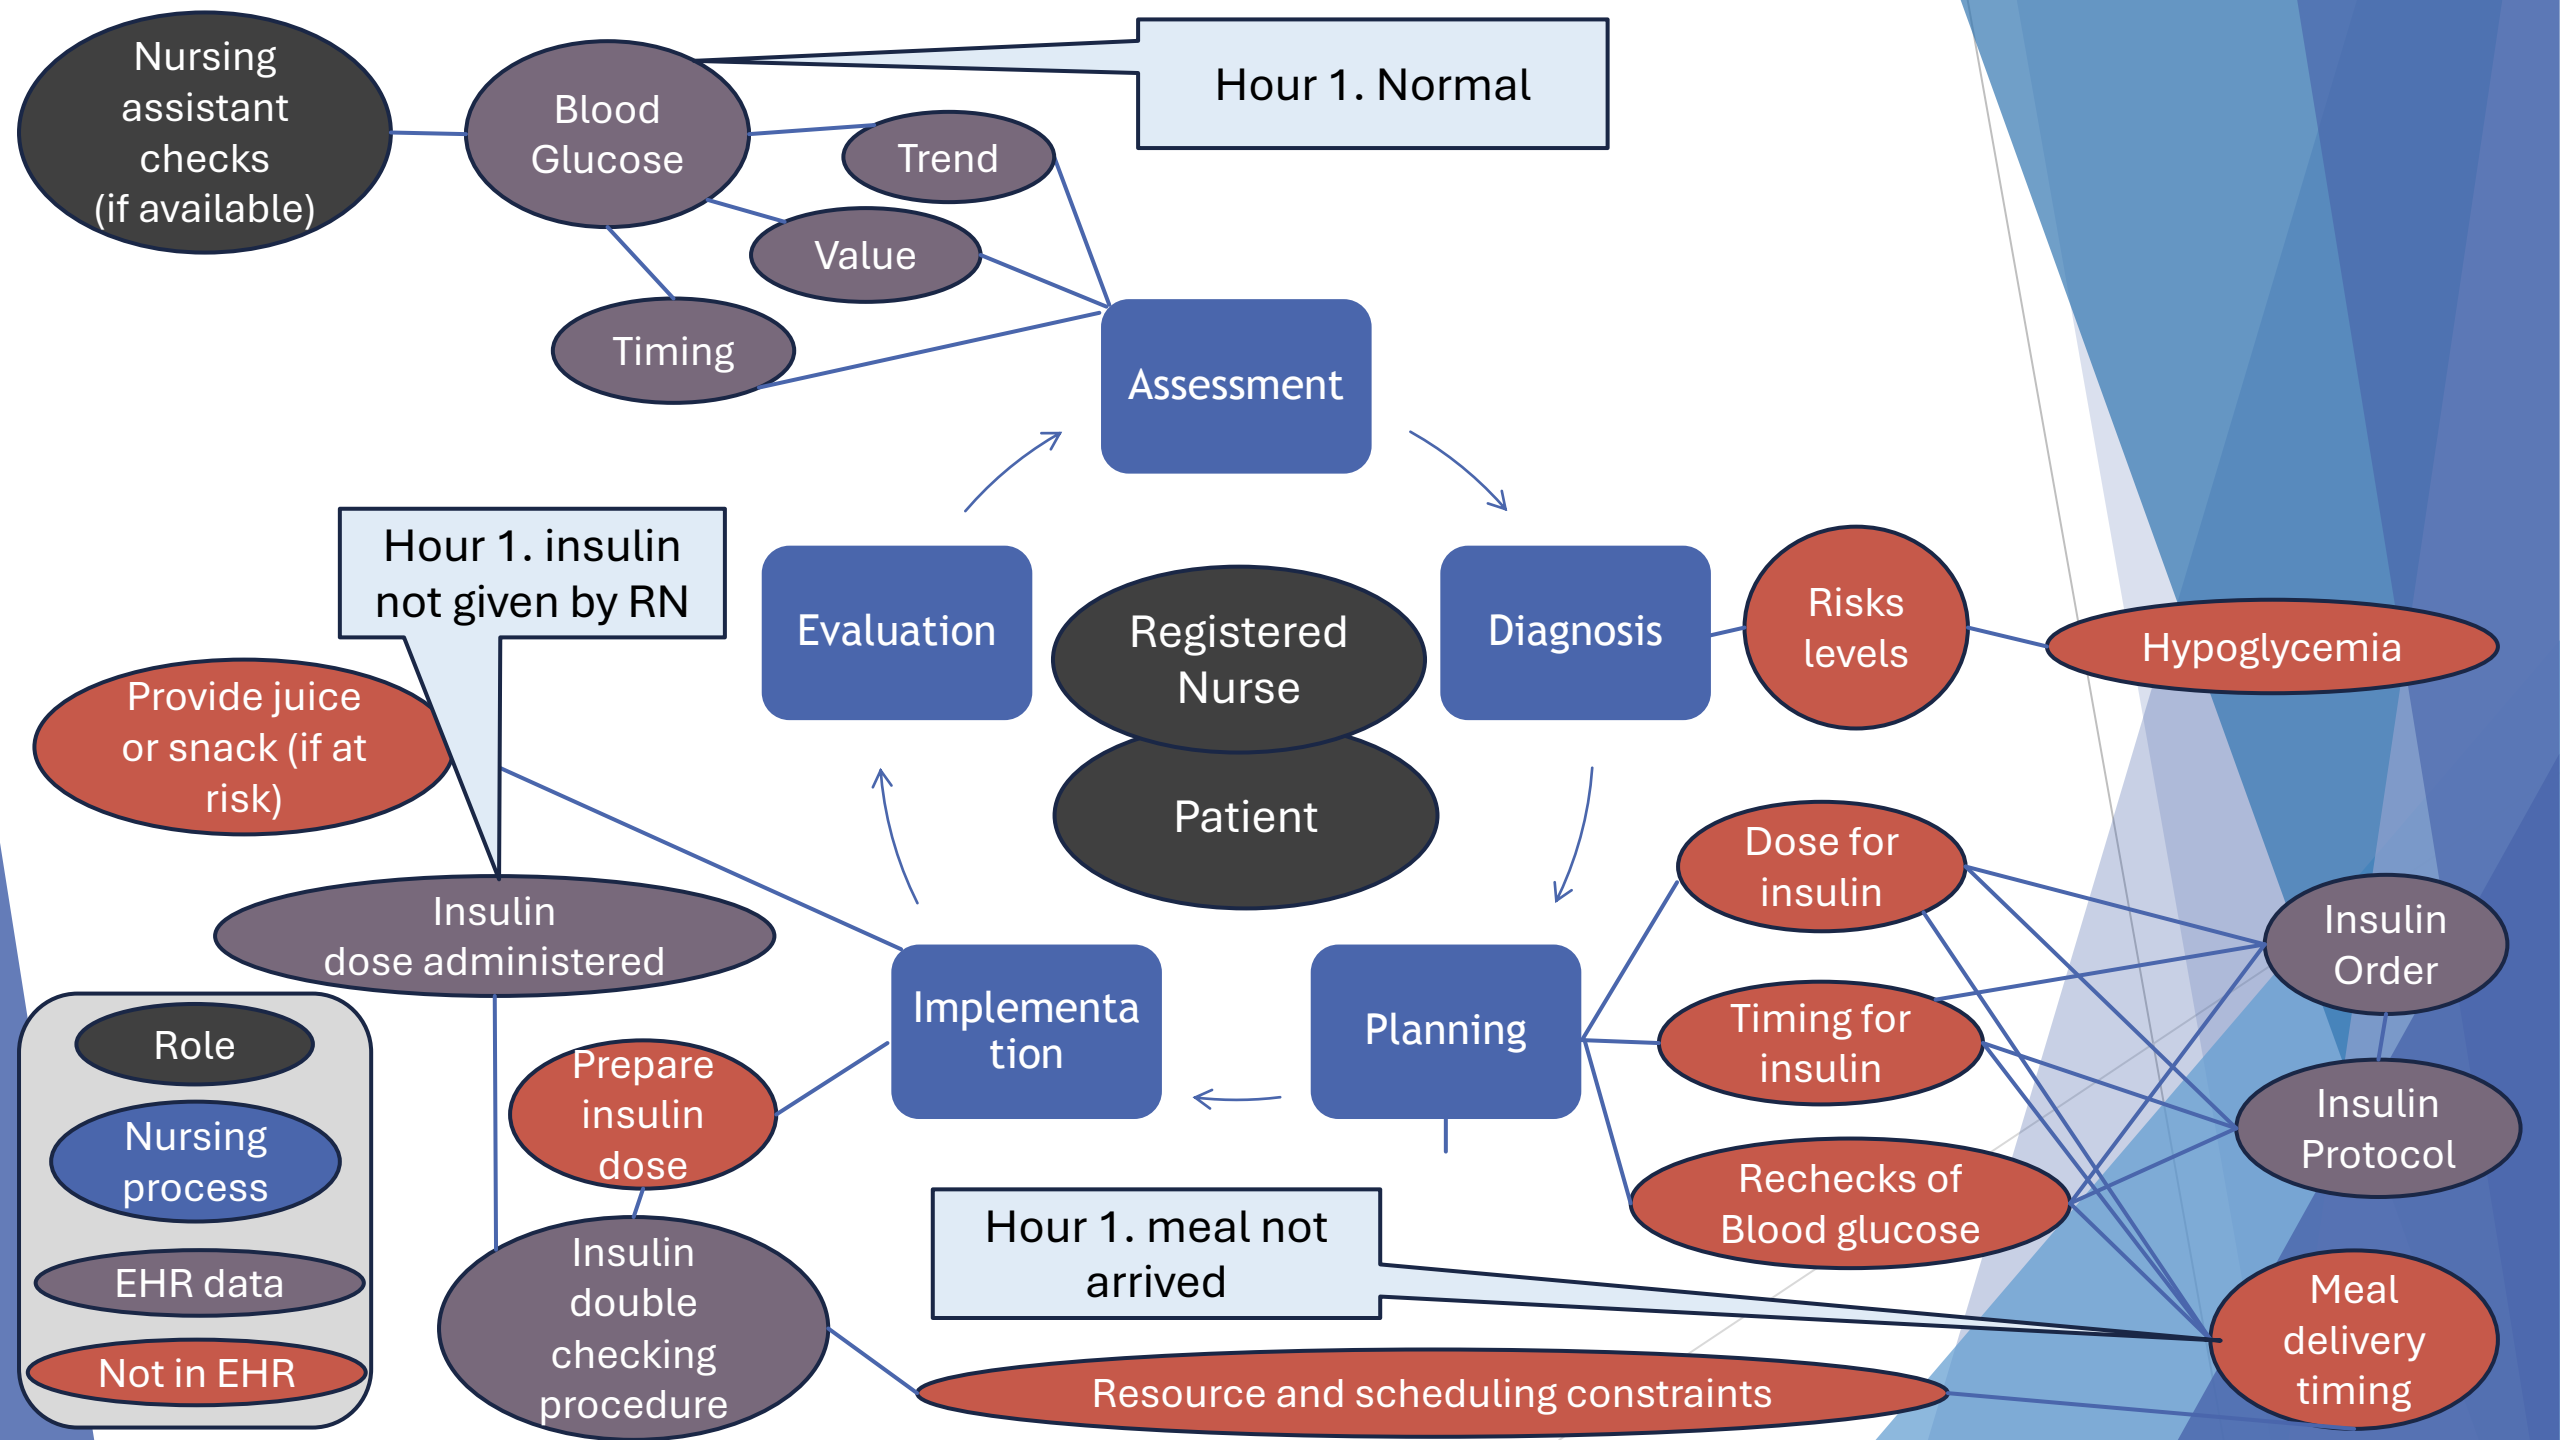 Nursing
assistant
checks
(if available)
Blood
Glucose
Hour 1. Normal
Trend
Value
Timing
Assessment
Hour 1. insulin
not given by RN
Evaluation
Registered
Nurse
Diagnosis
Risks
levels
Hypoglycemia
Provide juice
or snack (if at
risk)
Patient
Dose for
insulin
Insulin
dose administered
Insulin
Order
Implementa
tion
Planning
Timing for
insulin
Role
Prepare
insulin
dose
Insulin
Protocol
Nursing
process
Rechecks of
Blood glucose
Hour 1. meal not
arrived
EHR data
Insulin
double
checking
procedure
Meal
delivery
timing
Not in EHR
Resource and scheduling constraints